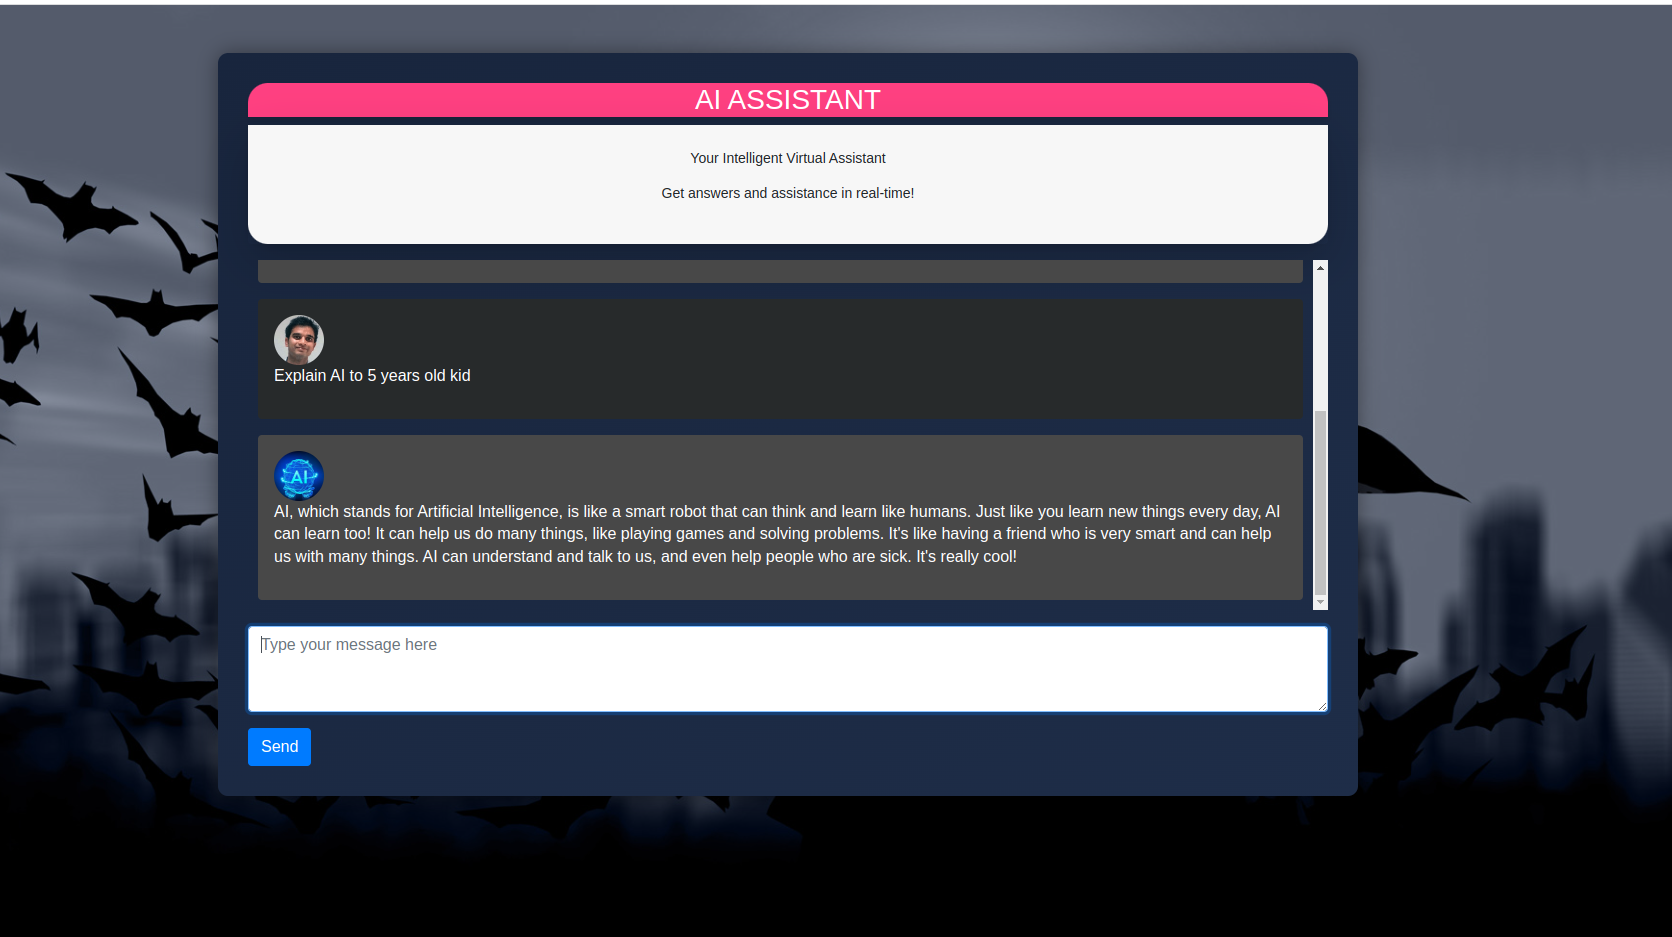 AI ASSISTANT
Your Intelligent Virtual Assistant
Get answers and assistance in real-time!
Explain AI to 5 years old kid
AI
AI, which stands for Artificial Intelligence, is like a smart robot that can think and learn like humans. Just like you learn new things every day, AI
can learn too! It can help us do many things, like playing games and solving problems. It's like having a friend who is very smart and can help
us with many things. AI can understand and talk to us, and even help people who are sick. It's really cool!
Type your message here
Send